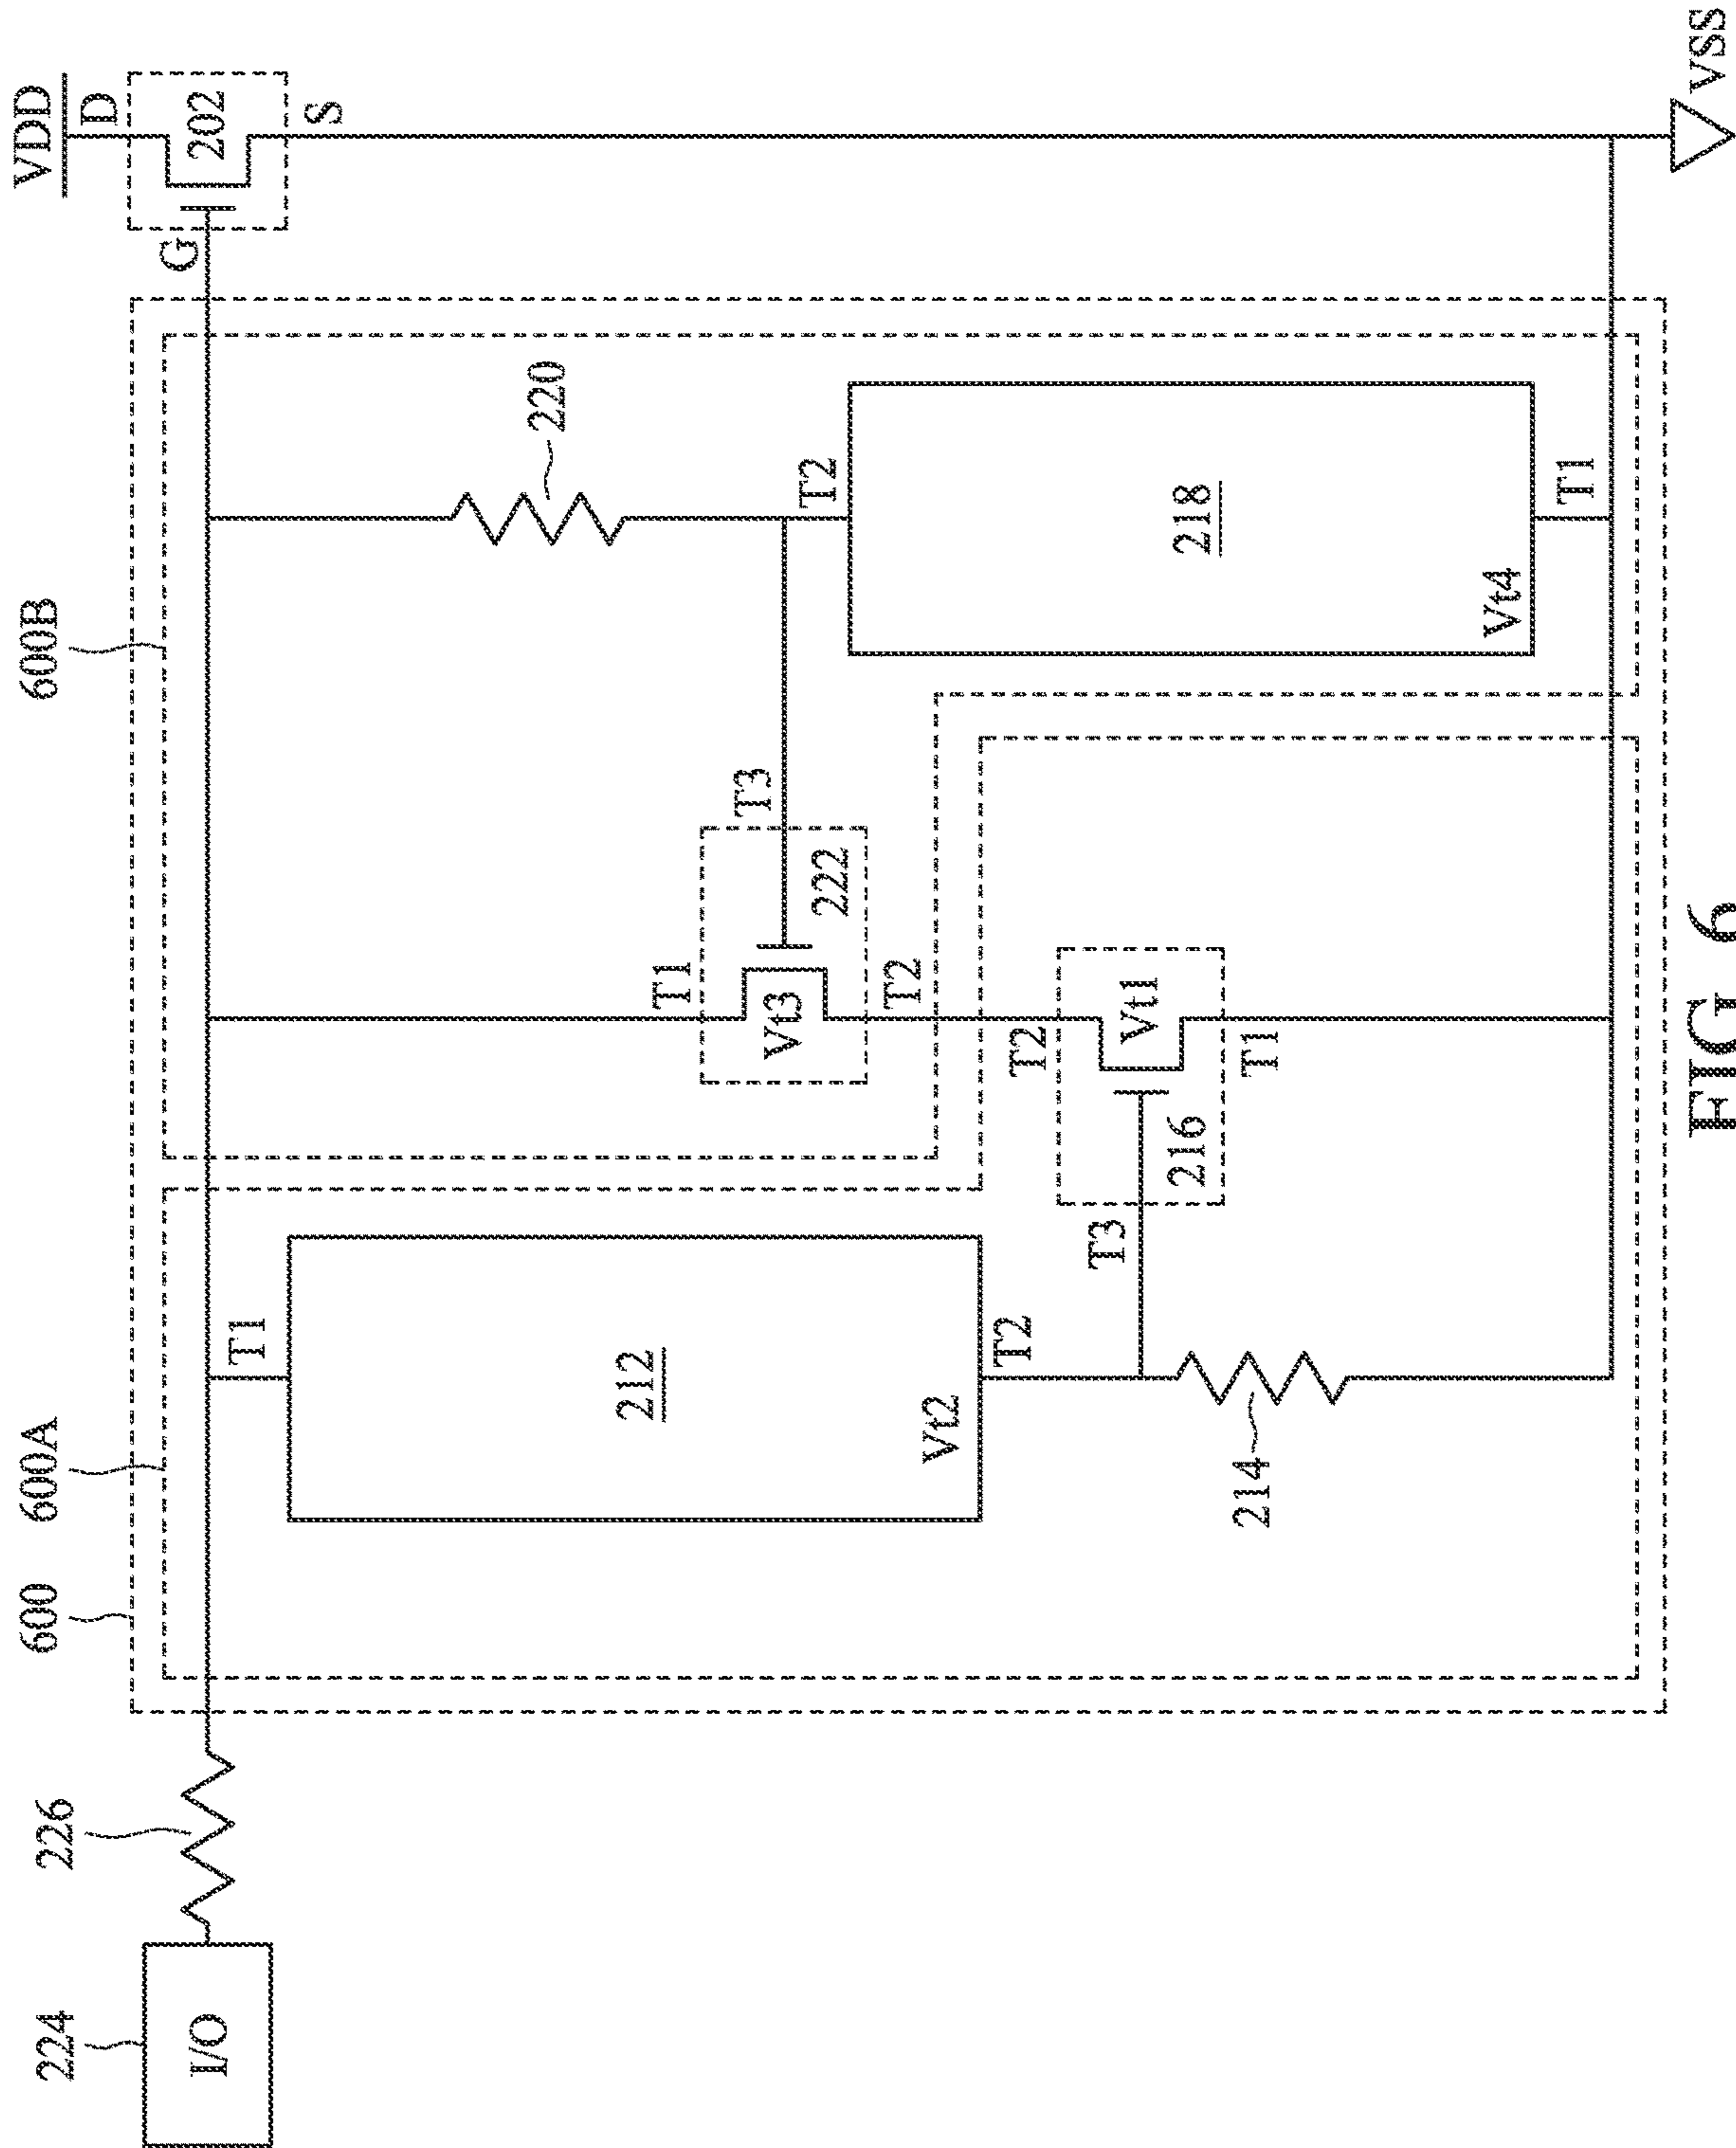 VDD
D
202
G
S
600
600A
600B
224
I/O
226
T1
212
Vt2
T2
T3
214
216
Vt1
T2
T1
T1
Vt3
222
T2
T3
220
T2
218
Vt4
T1
VSS
FIG 6